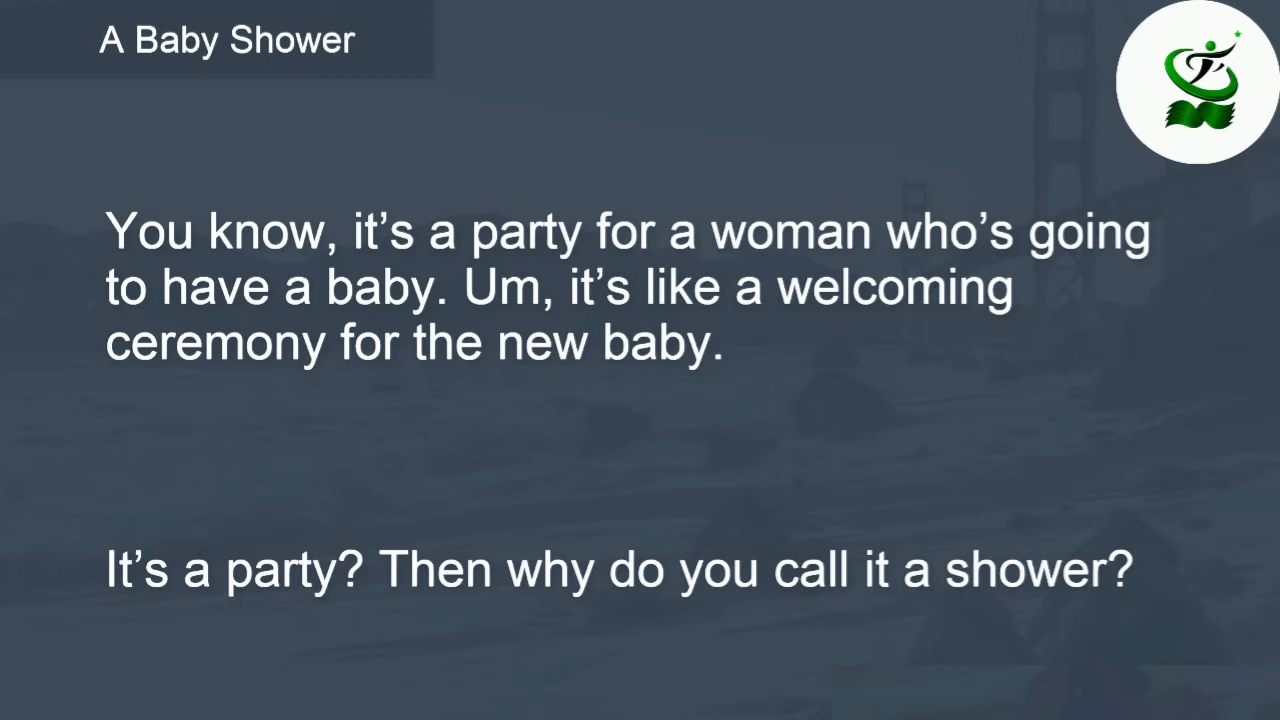 A Baby Shower
You know, it’s a party for a woman who’s going
to have a baby. Um, it’s like a welcoming
ceremony for the new baby.
It’s a party? Then why do you call it a shower?